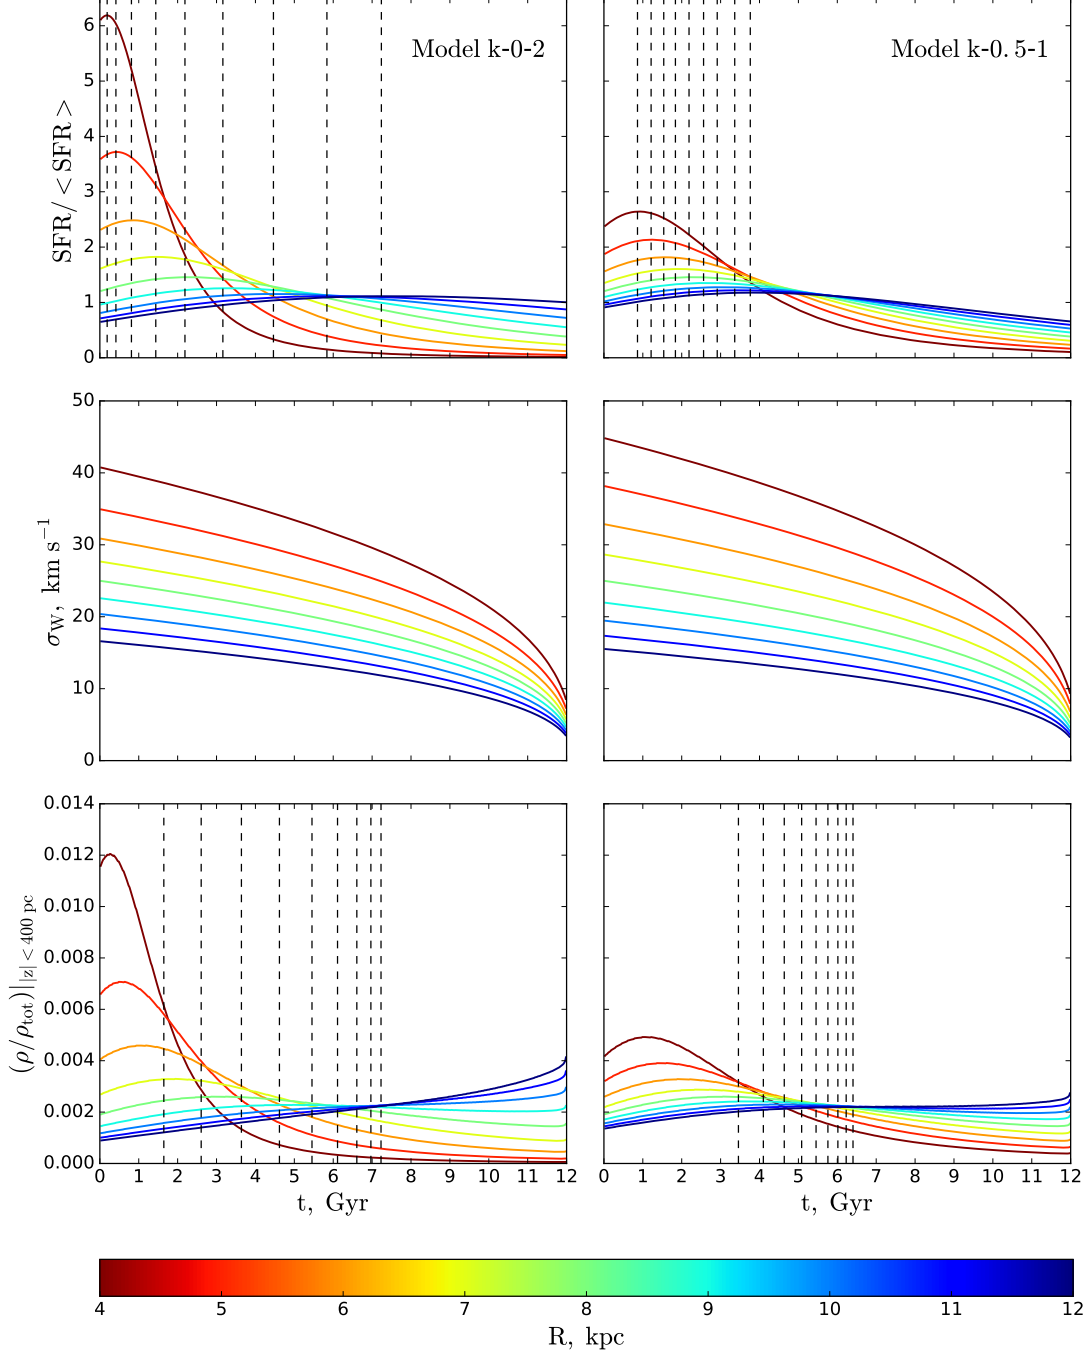 Model k-0-2
Model k-0.5-1
SFR/<SFR>
6
5
4
3
2
1
0
σW, km s−1
50
40
30
20
10
0
(ρ/ρtot)||z|<400 pc
0.014
0.012
0.010
0.008
0.006
0.004
0.002
0.000
0 1 2 3 4 5 6 7 8 9 10 11 12
0 1 2 3 4 5 6 7 8 9 10 11 12
t, Gyr
t, Gyr
4 5 6 7 8 9 10 11 12
R, kpc